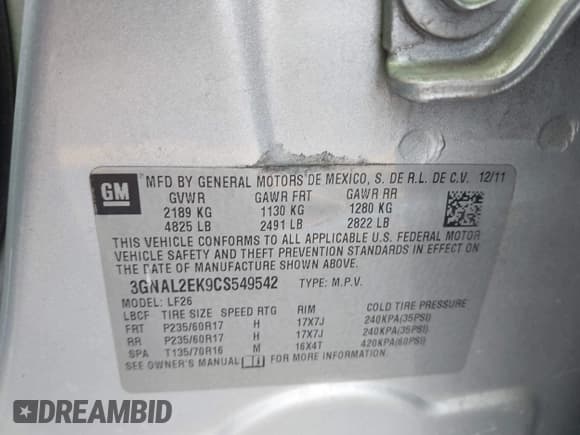 GM
MFD BY GENERAL MOTORS DE MEXICO, S. DE R.L. DE C.V. 12/11
GVWR GAWR FRT GAWR RR
2189 KG 1130 KG 1280 KG
4825 LB 2491 LB 2822 LB
THIS VEHICLE CONFORMS TO ALL APPLICABLE U.S. FEDERAL MOTOR
VEHICLE SAFETY AND THEFT PREVENTION STANDARDS IN EFFECT ON
THE DATE OF MANUFACTURE SHOWN ABOVE.
3GNAL2EK9CS549542 TYPE: M.P.V.
MODEL: LF26
LBCF TIRE SIZE SPEED RTG RIM COLD TIRE PRESSURE
FRT P235/60R17 H 17X7J 240KPA(35PSI)
RR P235/60R17 H 17X7J 240KPA(35PSI)
SPA T135/70R16 M 16X4T 420KPA(60PSI)
SEE OWNER'S MANUAL FOR MORE INFORMATION.
DREAMBID